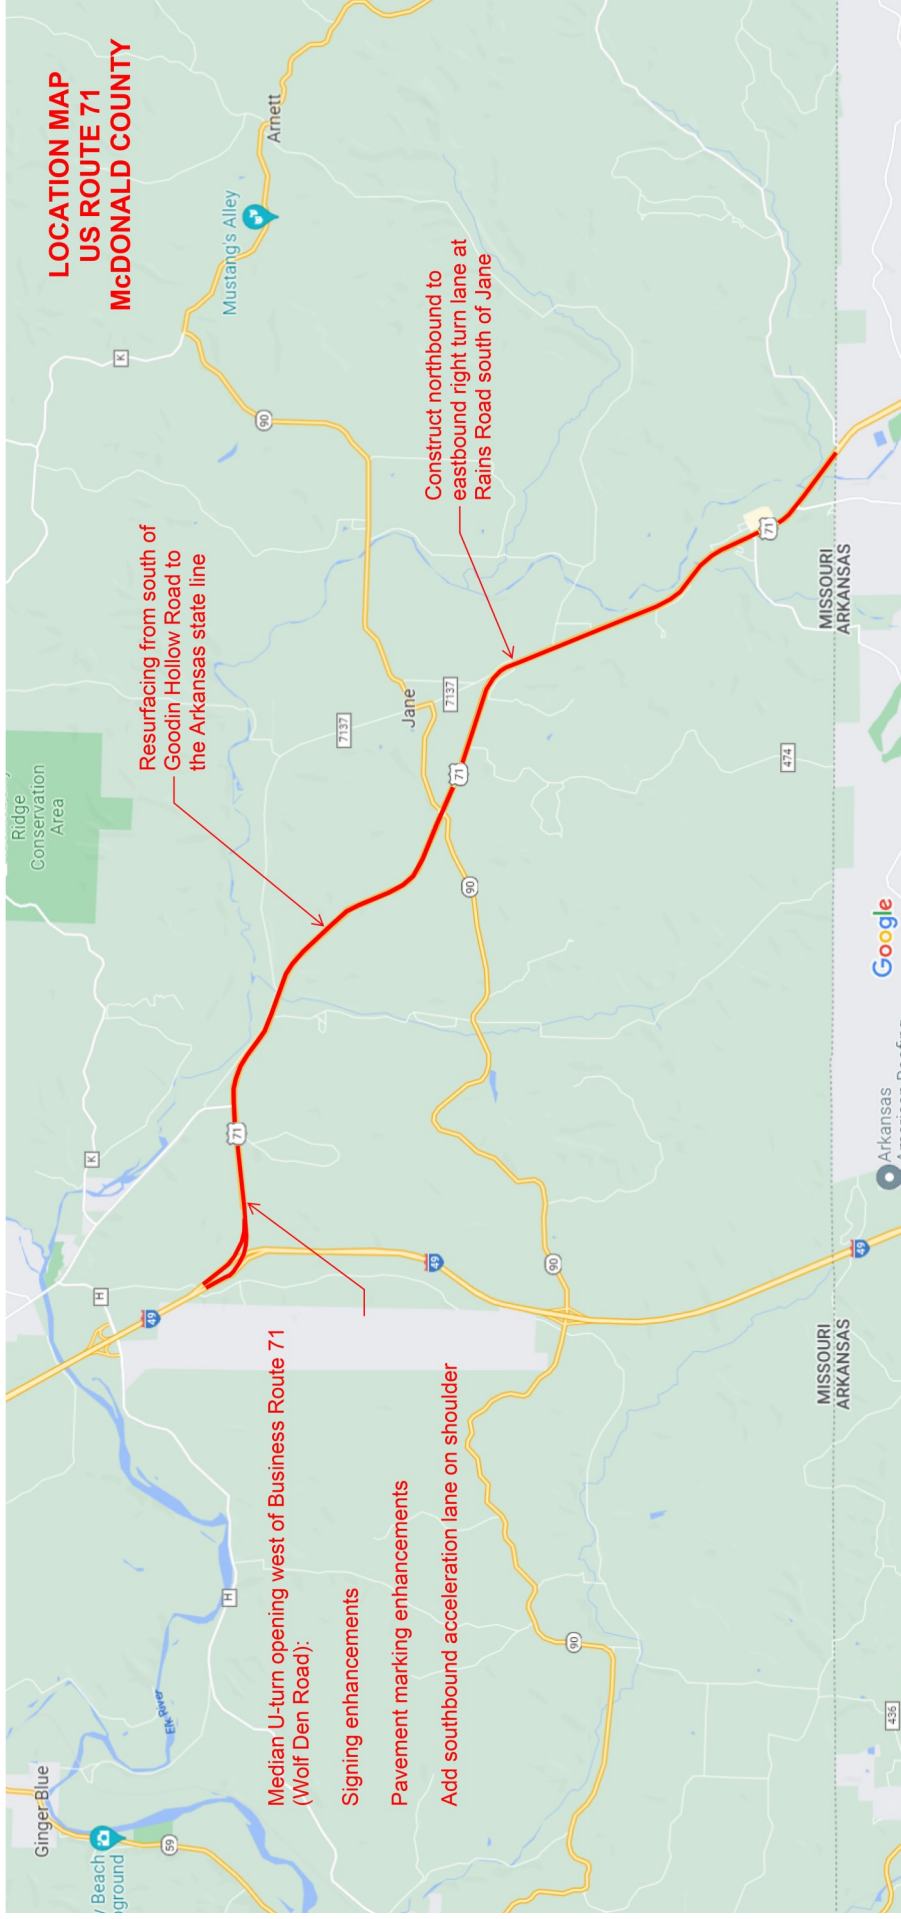 LOCATION MAP
US ROUTE 71
McDONALD COUNTY
Resurfacing from south of
Goodin Hollow Road to
the Arkansas state line
Construct northbound to
eastbound right turn lane at
Rains Road south of Jane
Median U-turn opening west of Business Route 71
(Wolf Den Road):
Signing enhancements
Pavement marking enhancements
Add southbound acceleration lane on shoulder
Ridge
Conservation
Area
Mustang's Alley
Arnett
Jane
Ginger Blue
Elk River
Beach
MISSOURI
ARKANSAS
MISSOURI
ARKANSAS
Google
Arkansas
K
K
H
H
49
49
49
71
71
71
90
90
90
90
7137
7137
474
436
59